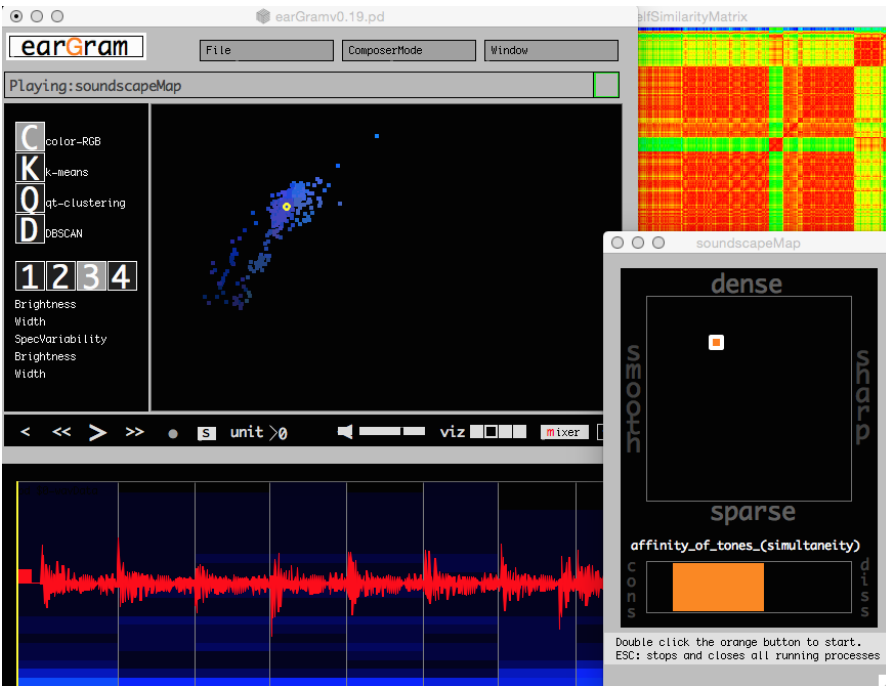 earGramv0.19.pd
elfSimilarityMatrix
earGram
File
ComposerMode
Window
Playing:soundscapeMap
C color-RGB
K k-means
Q qt-clustering
D DBSCAN
1 2 3 4
Brightness
Width
SpecVariability
Brightness
Width
< << > >> S unit >0 viz mixer
soundscapeMap
dense
smooth
sharp
sparse
affinity_of_tones_(simultaneity)
cons
diss
Double click the orange button to start.
ESC: stops and closes all running processes